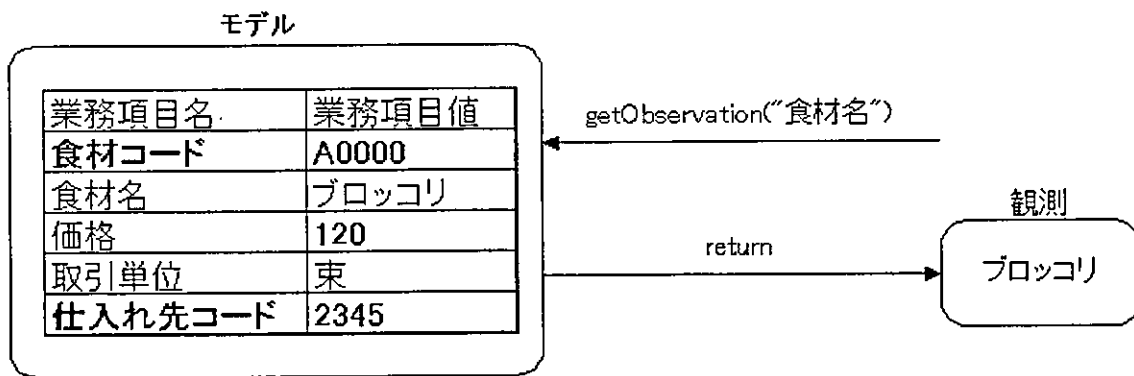 モデル
業務項目名 業務項目値
食材コード A0000
食材名 ブロッコリ
価格 120
取引単位 束
仕入れ先コード 2345
getObservation("食材名")
return
観測
ブロッコリ